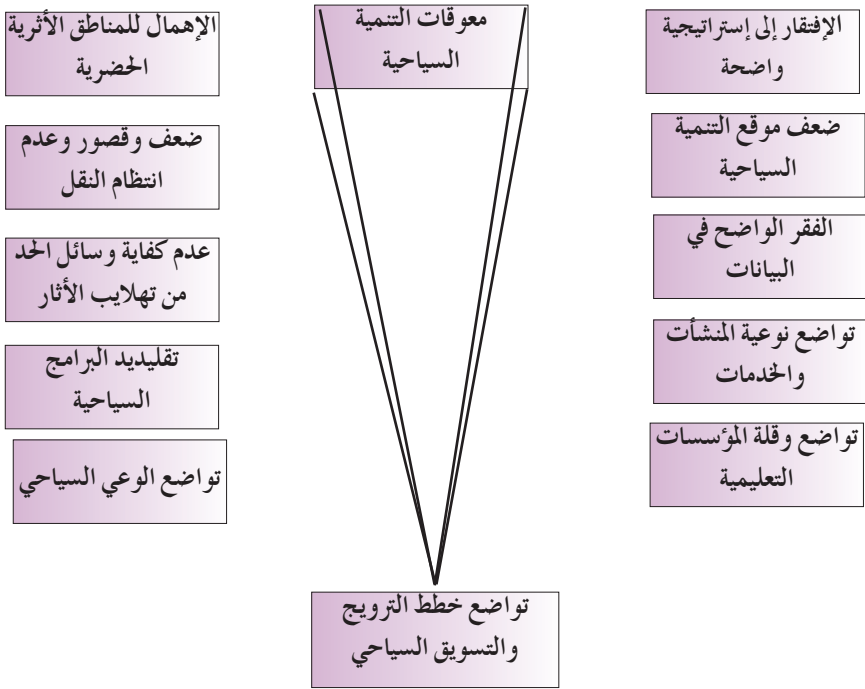 معوقات التنمية
السياحية
الإفتقار إلى إستراتيجية
واضحة
ضعف موقع التنمية
السياحية
الفقر الواضح في
البيانات
تواضع نوعية المنشأت
والخدمات
تواضع وقلة المؤسسات
التعليمية
الإهمال للمناطق الأثرية
الحضرية
ضعف وقصور وعدم
انتظام النقل
عدم كفاية وسائل الحد
من تهلايب الأثار
تقليديد البرامج
السياحية
تواضع الوعي السياحي
تواضع خطط الترويج
والتسويق السياحي